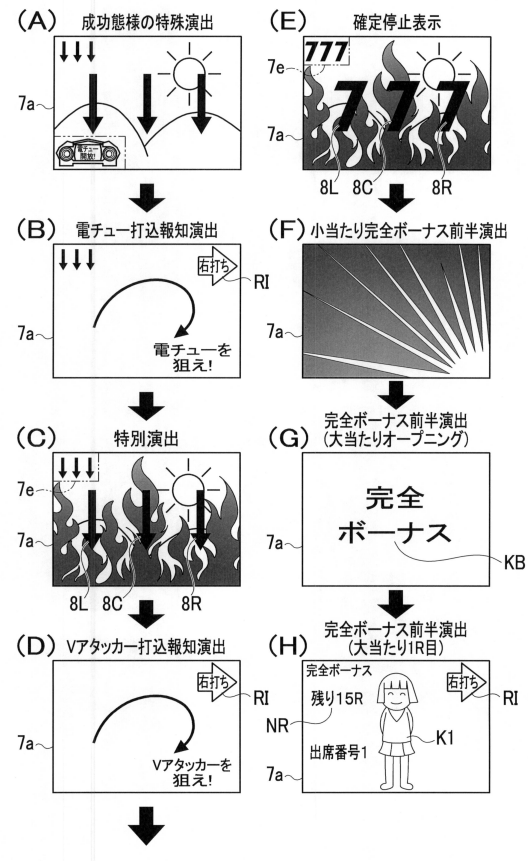 (A) 成功態様の特殊演出
7a
電チュー
開放!
(B) 電チュー打込報知演出
右打ち
RI
7a
電チューを
狙え!
(C) 特別演出
7e
7a
8L 8C 8R
(D) Vアタッカー打込報知演出
右打ち
RI
7a
Vアタッカーを
狙え!
(E) 確定停止表示
777
7e
777
7a
8L 8C 8R
(F) 小当たり完全ボーナス前半演出
7a
完全ボーナス前半演出
(G) (大当たりオープニング)
完全
ボーナス
7a
KB
完全ボーナス前半演出
(H) (大当たり1R目)
完全ボーナス
右打ち
RI
残り15R
NR
K1
出席番号1
7a